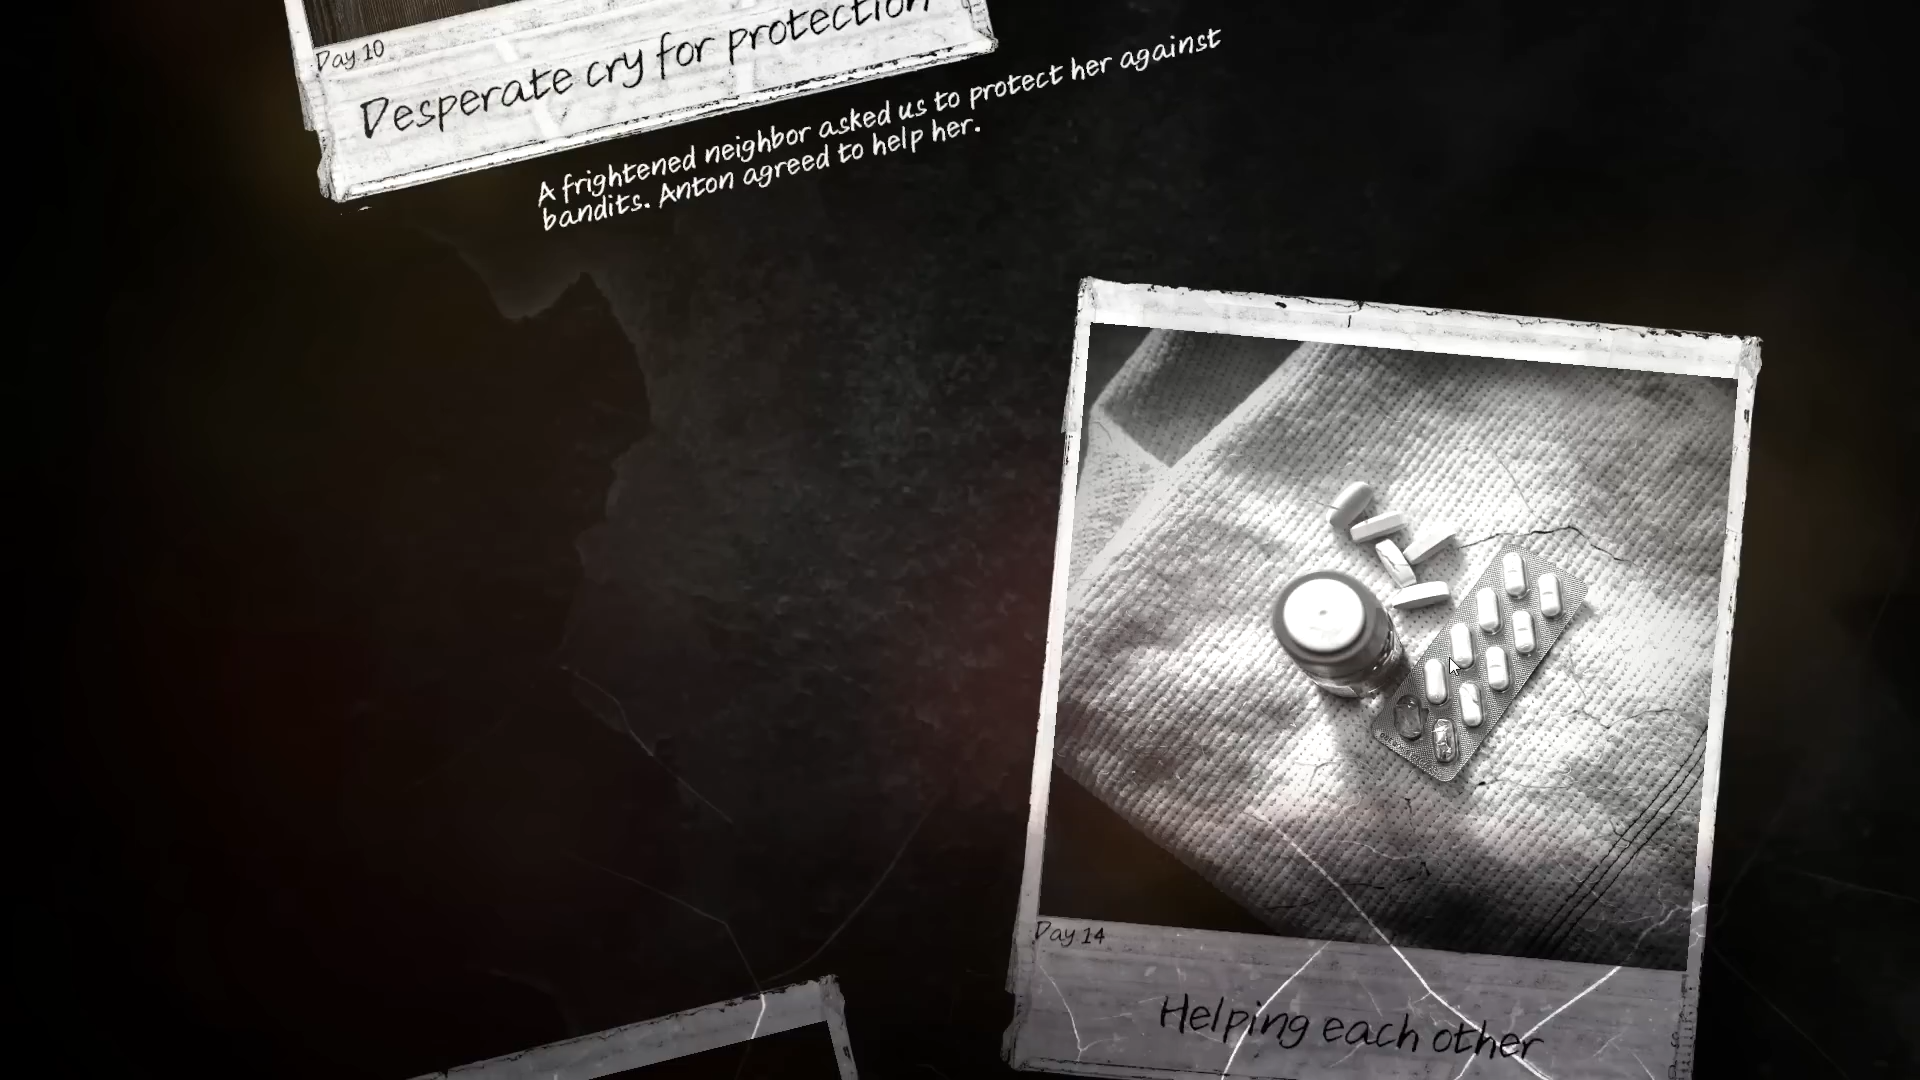 Day 10
Desperate cry for protection
A frightened neighbor asked us to protect her against
bandits. Anton agreed to help her.
Day 14
Helping each other